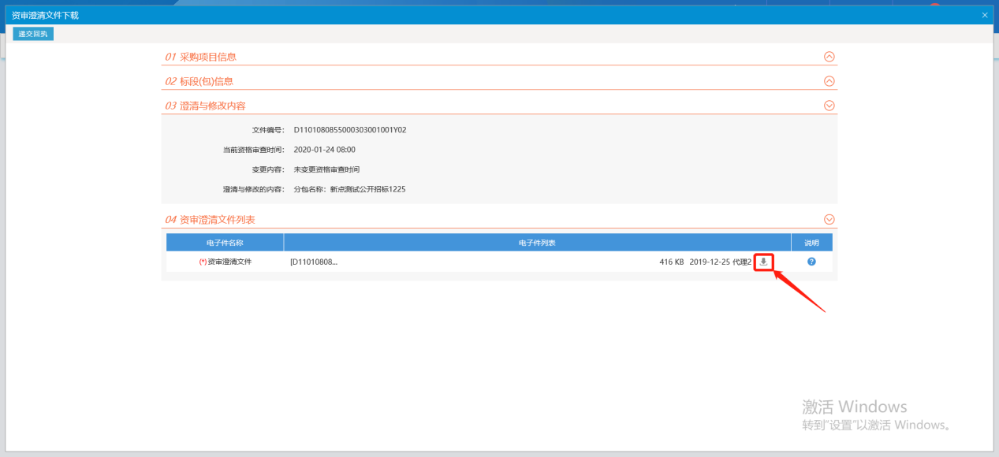 资审澄清文件下载
递交回执
01 采购项目信息
02 标段(包)信息
03 澄清与修改内容
文件编号： D1101080855000303001001Y02
当前资格审查时间： 2020-01-24 08:00
变更内容： 未变更资格审查时间
澄清与修改的内容： 分包名称：新点测试公开招标1225
04 资审澄清文件列表
电子件名称 电子件列表 说明
(*)资审澄清文件 [D11010808... 416 KB 2019-12-25 代理2
激活 Windows
转到"设置"以激活 Windows。